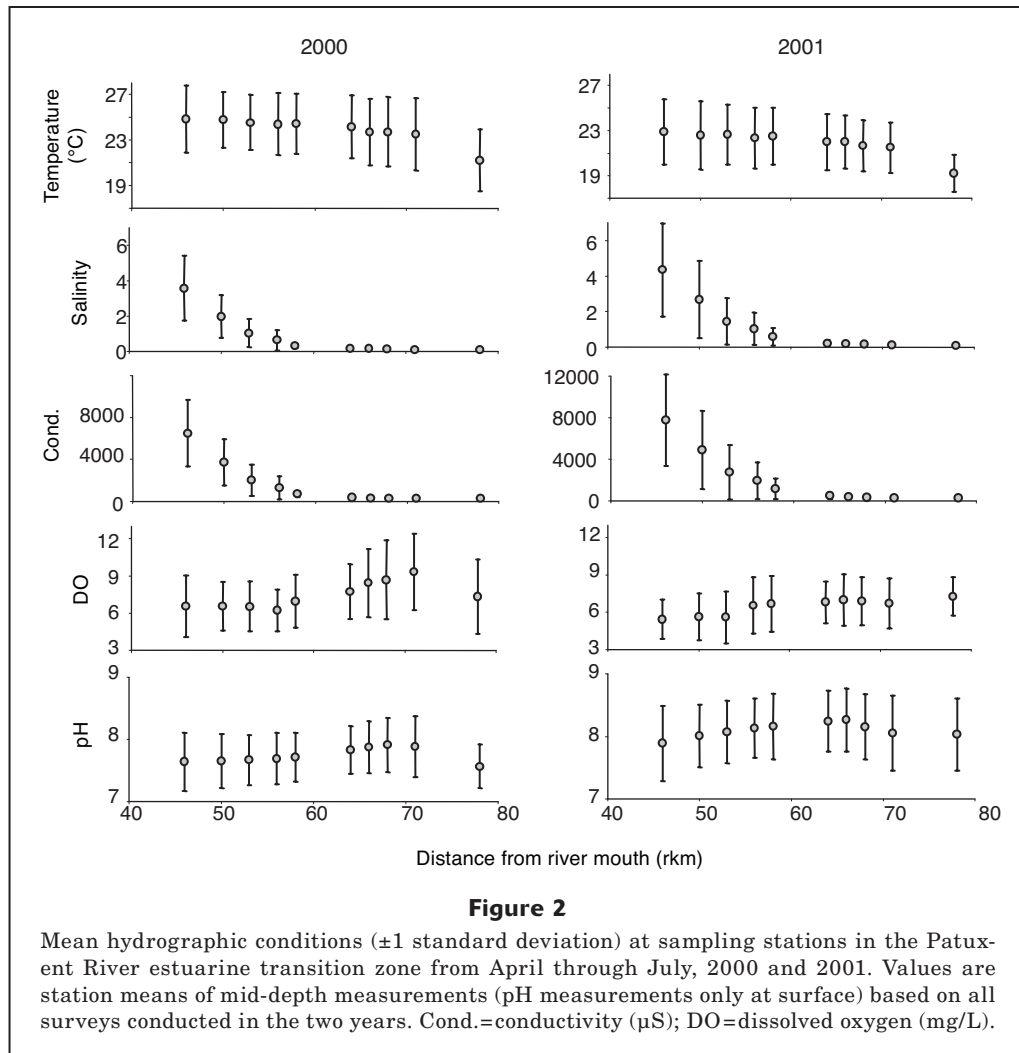 2000
2001
Temperature
(°C)
27
23
19
27
23
19
Salinity
6
4
2
0
6
4
2
0
Cond.
8000
4000
0
12000
8000
4000
0
DO
12
9
6
3
12
9
6
3
pH
9
8
7
9
8
7
40 50 60 70 80
40 50 60 70 80
Distance from river mouth (rkm)
Figure 2
Mean hydrographic conditions (±1 standard deviation) at sampling stations in the Patux-
ent River estuarine transition zone from April through July, 2000 and 2001. Values are
station means of mid-depth measurements (pH measurements only at surface) based on all
surveys conducted in the two years. Cond.=conductivity (µS); DO=dissolved oxygen (mg/L).